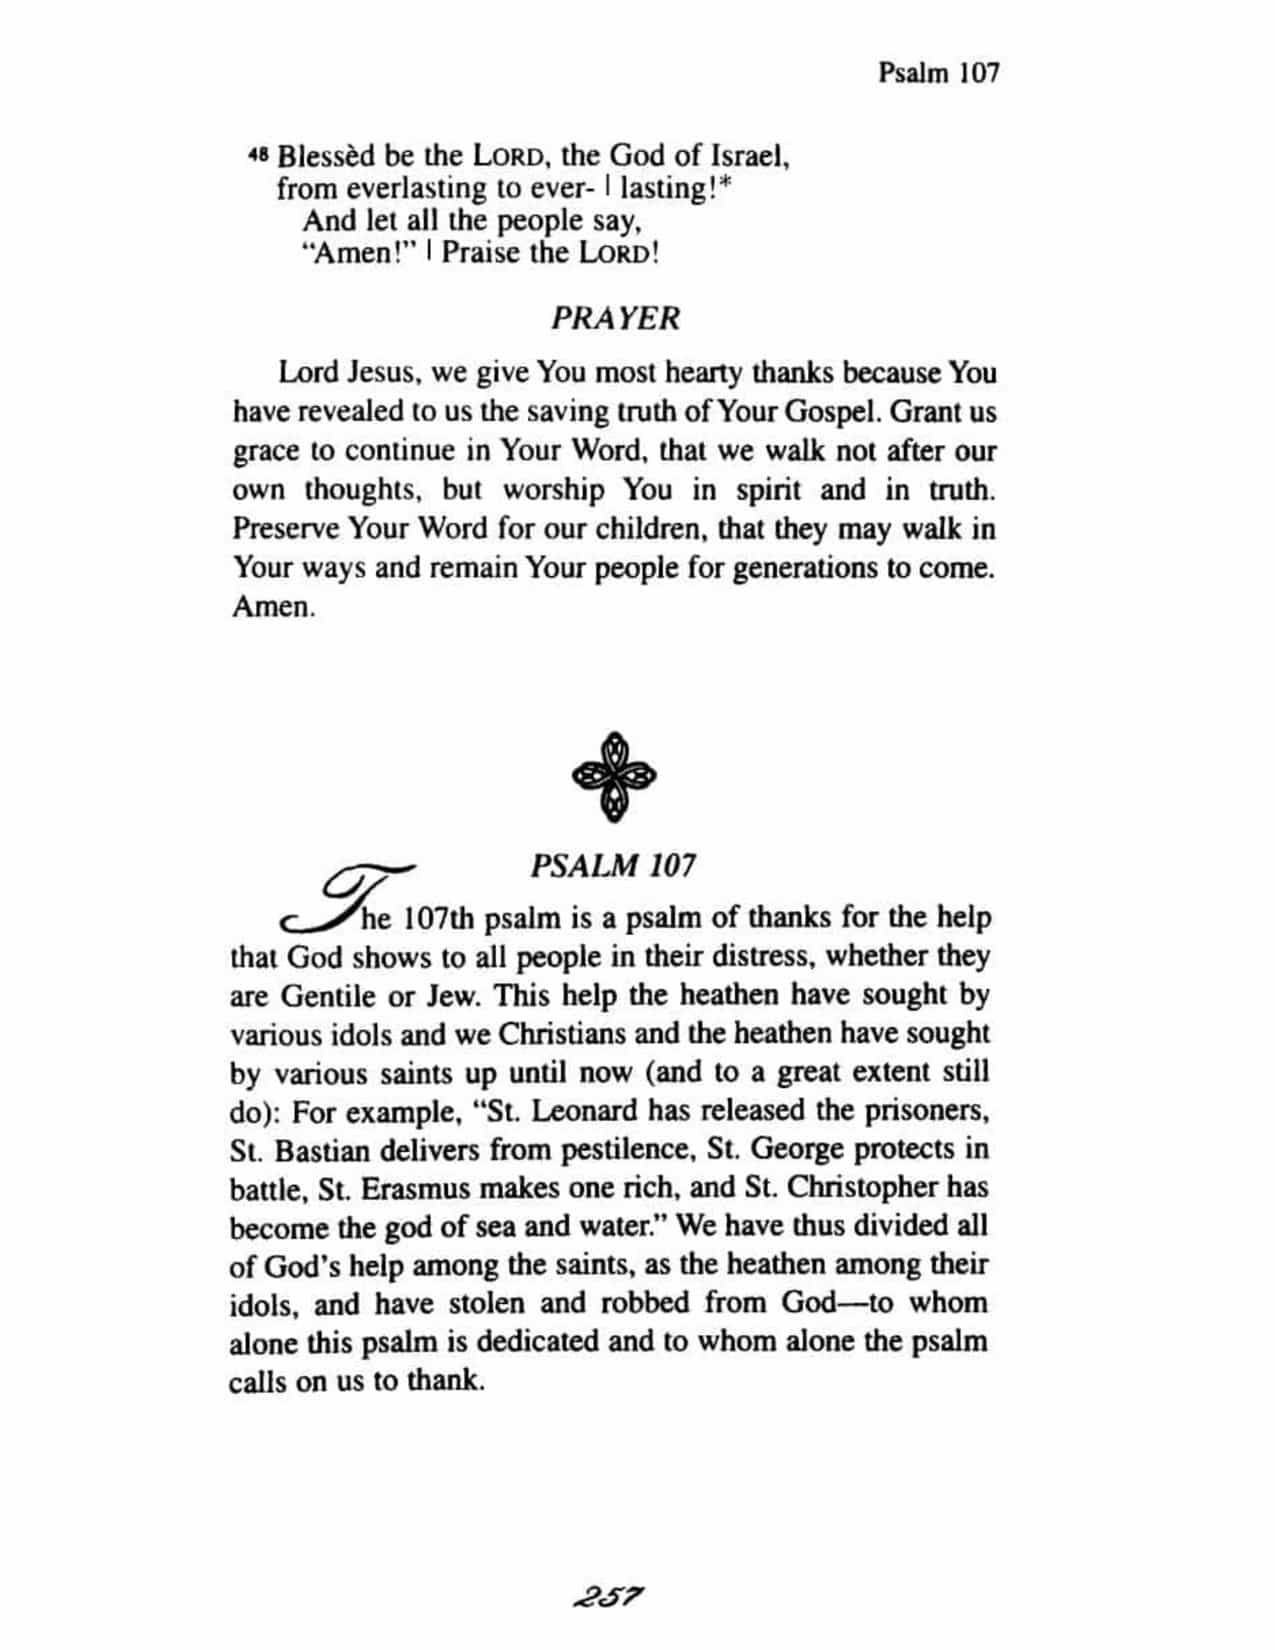 Psalm 107
48 Blessèd be the LORD, the God of Israel,
from everlasting to ever- | lasting!*
And let all the people say,
“Amen!” | Praise the LORD!
PRAYER
Lord Jesus, we give You most hearty thanks because You
have revealed to us the saving truth of Your Gospel. Grant us
grace to continue in Your Word, that we walk not after our
own thoughts, but worship You in spirit and in truth.
Preserve Your Word for our children, that they may walk in
Your ways and remain Your people for generations to come.
Amen.
PSALM 107
The 107th psalm is a psalm of thanks for the help
that God shows to all people in their distress, whether they
are Gentile or Jew. This help the heathen have sought by
various idols and we Christians and the heathen have sought
by various saints up until now (and to a great extent still
do): For example, “St. Leonard has released the prisoners,
St. Bastian delivers from pestilence, St. George protects in
battle, St. Erasmus makes one rich, and St. Christopher has
become the god of sea and water.” We have thus divided all
of God’s help among the saints, as the heathen among their
idols, and have stolen and robbed from God—to whom
alone this psalm is dedicated and to whom alone the psalm
calls on us to thank.
257